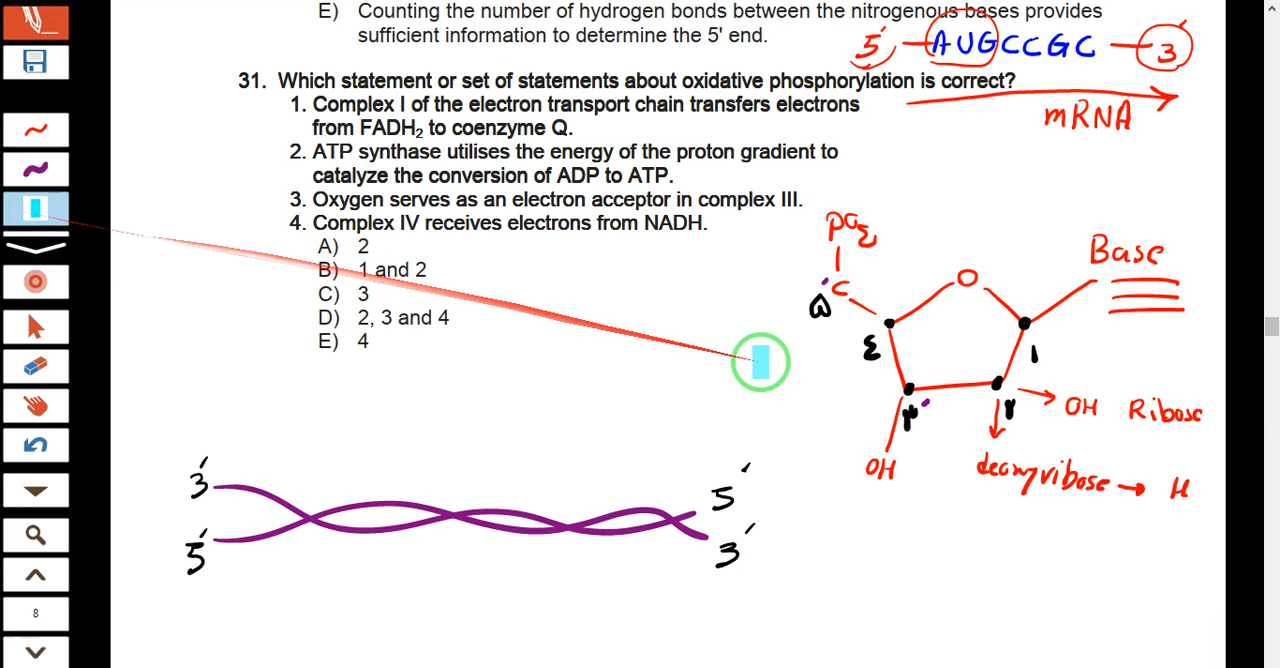 E) Counting the number of hydrogen bonds between the nitrogenous bases provides
sufficient information to determine the 5' end.
5' AUGCCGC 3'
mRNA
31. Which statement or set of statements about oxidative phosphorylation is correct?
1. Complex I of the electron transport chain transfers electrons
from FADH₂ to coenzyme Q.
2. ATP synthase utilises the energy of the proton gradient to
catalyze the conversion of ADP to ATP.
3. Oxygen serves as an electron acceptor in complex III.
4. Complex IV receives electrons from NADH.
A) 2
B) 1 and 2
C) 3
D) 2, 3 and 4
E) 4
Base
O
C
۵
٤
۱
۲
۳
OH Ribose
OH
deoxyribose → H
3' 5'
5' 3'
8